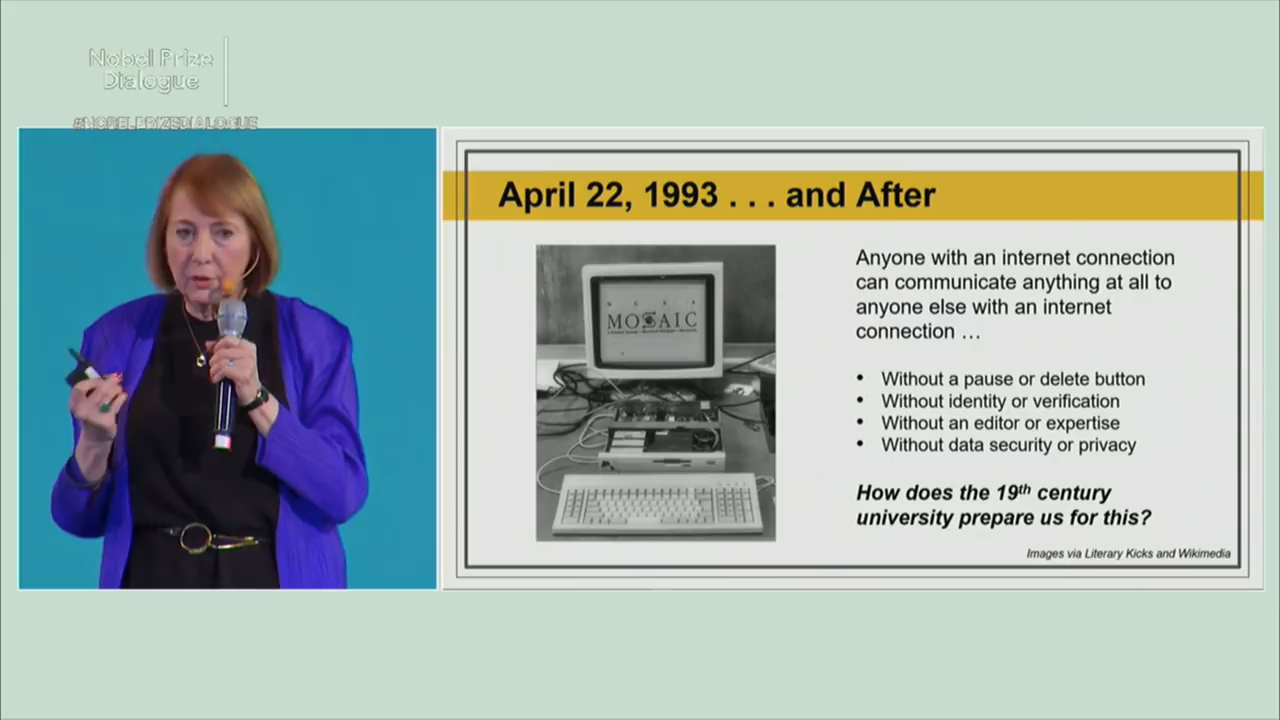 Nobel Prize
Dialogue
#NOBELPRIZEDIALOGUE
April 22, 1993 . . . and After
N C S A
MOSAIC
Anyone with an internet connection
can communicate anything at all to
anyone else with an internet
connection …
• Without a pause or delete button
• Without identity or verification
• Without an editor or expertise
• Without data security or privacy
How does the 19th century
university prepare us for this?
Images via Literary Kicks and Wikimedia